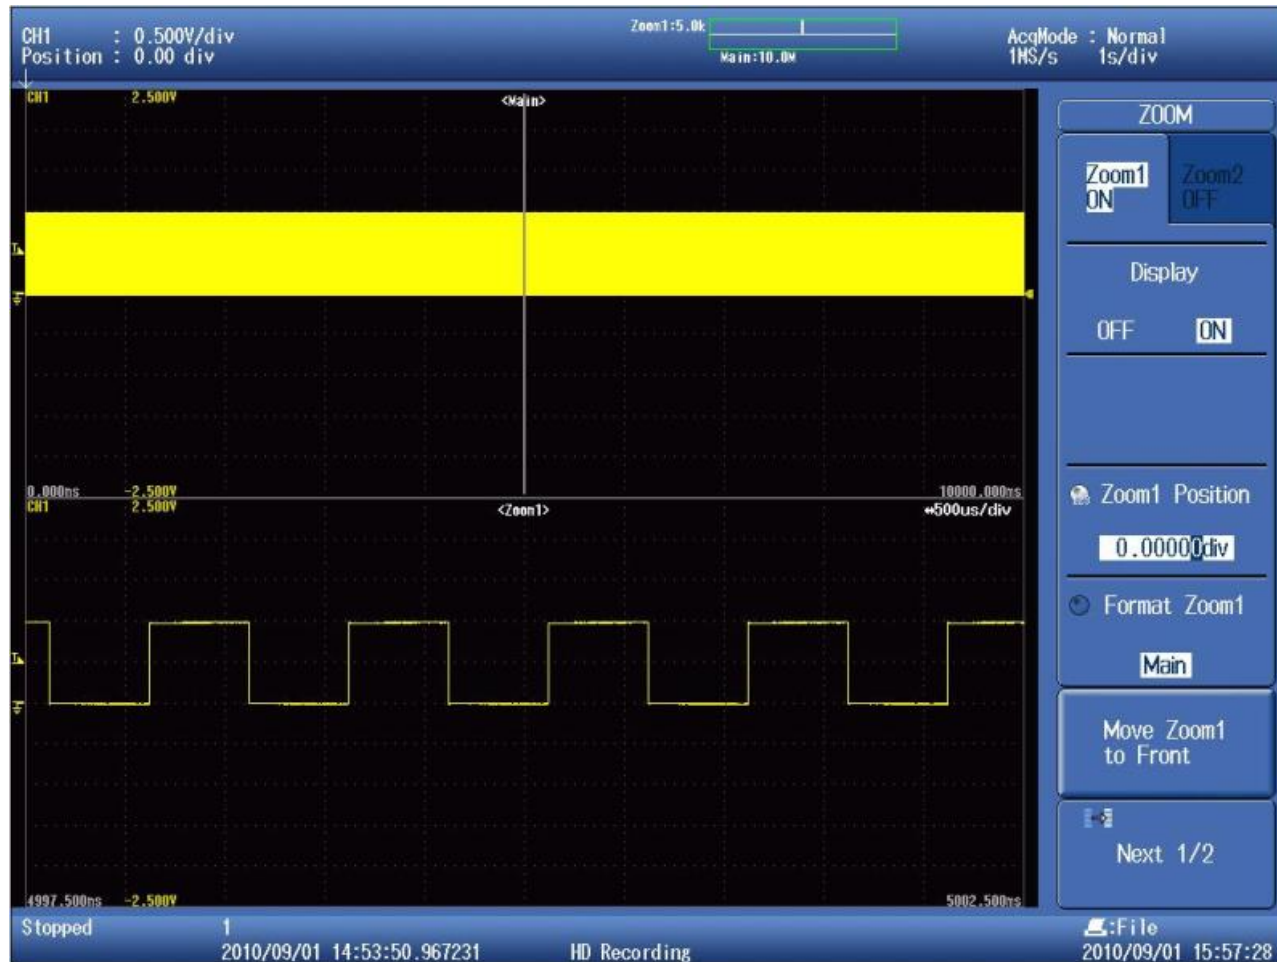 CH1 : 0.500V/div
Position : 0.00 div
Zoom1:5.0k
Main:10.0M
AcqMode : Normal
1MS/s 1s/div
CH1 2.500V
<Main>
T
0.000ms -2.500V
10000.000ms
CH1 2.500V
<Zoom1>
500us/div
T
4997.500ms -2.500V
5002.500ms
ZOOM
Zoom1
ON
Zoom2
OFF
Display
OFF ON
Zoom1 Position
0.00000div
Format Zoom1
Main
Move Zoom1
to Front
Next 1/2
Stopped
1
2010/09/01 14:53:50.967231
HD Recording
:File
2010/09/01 15:57:28